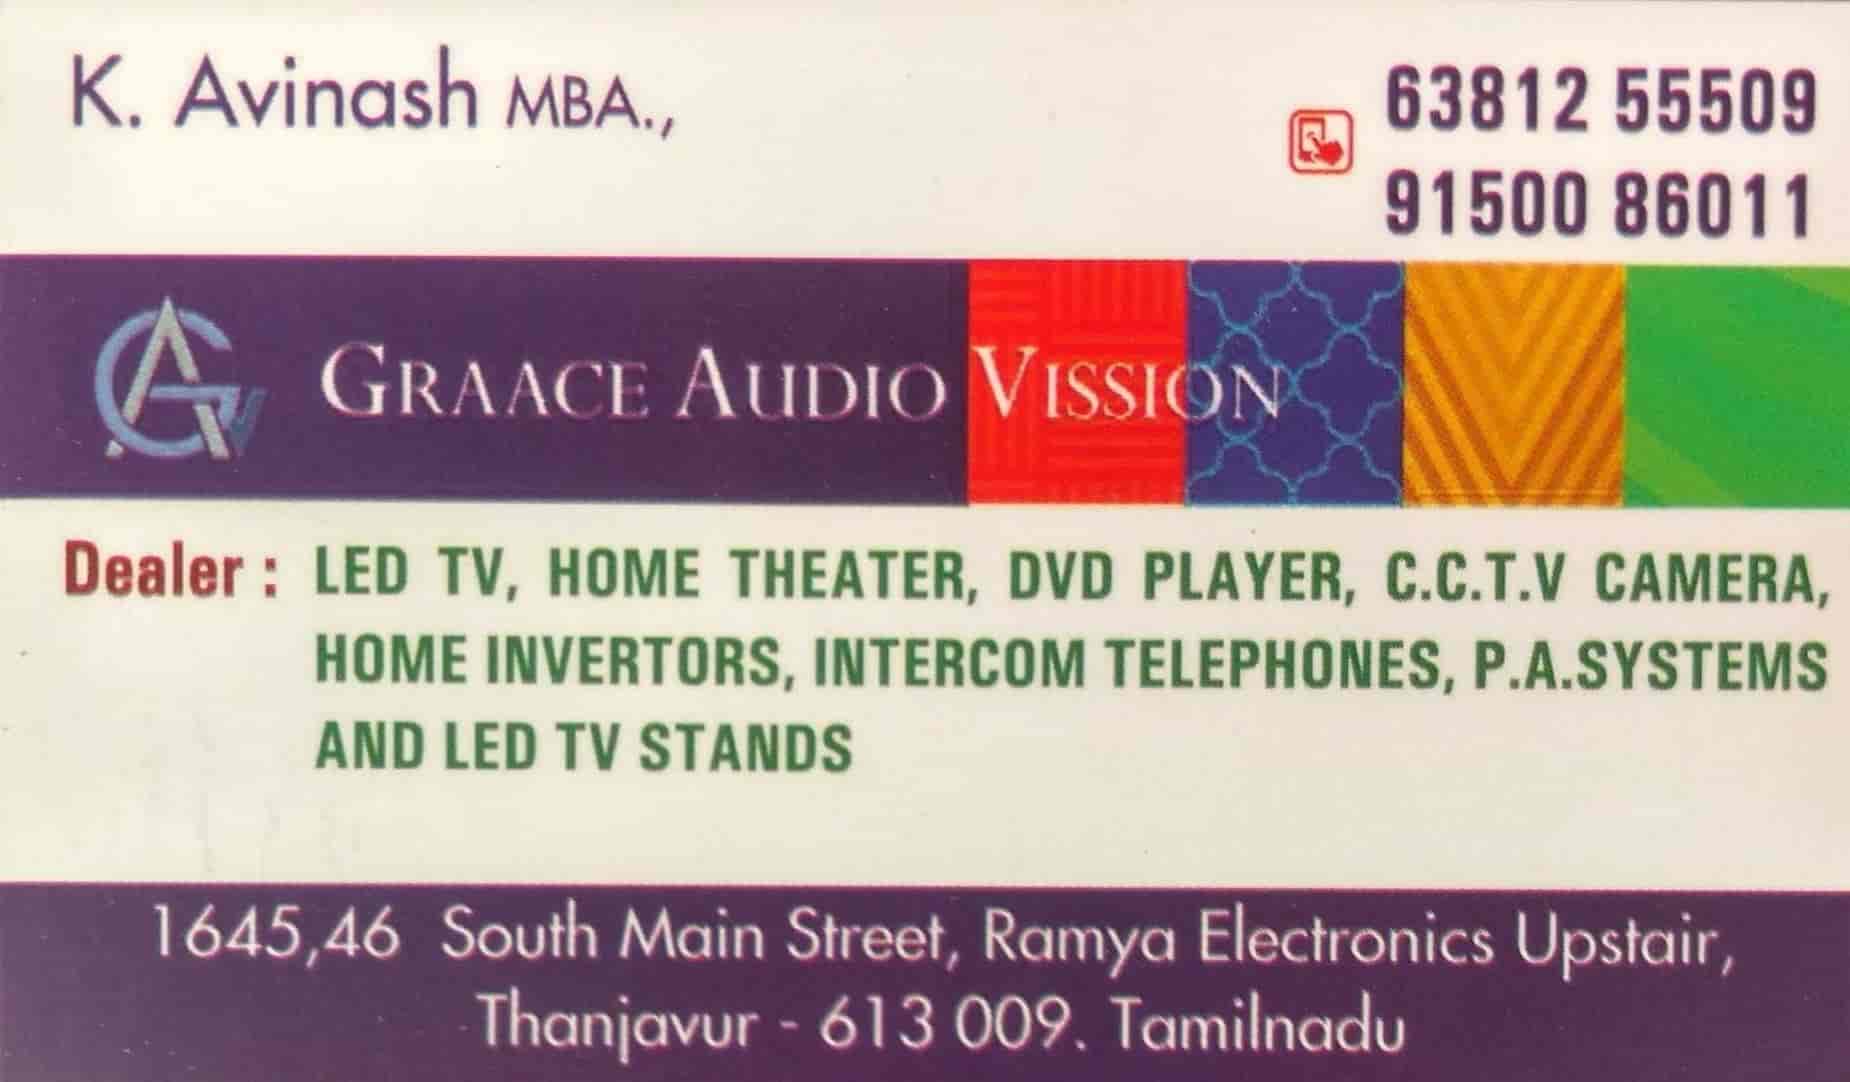 K. Avinash MBA.,
63812 55509
91500 86011
GAV GRAACE AUDIO VISSION
Dealer : LED TV, HOME THEATER, DVD PLAYER, C.C.T.V CAMERA,
HOME INVERTORS, INTERCOM TELEPHONES, P.A.SYSTEMS
AND LED TV STANDS
1645,46 South Main Street, Ramya Electronics Upstair,
Thanjavur - 613 009. Tamilnadu